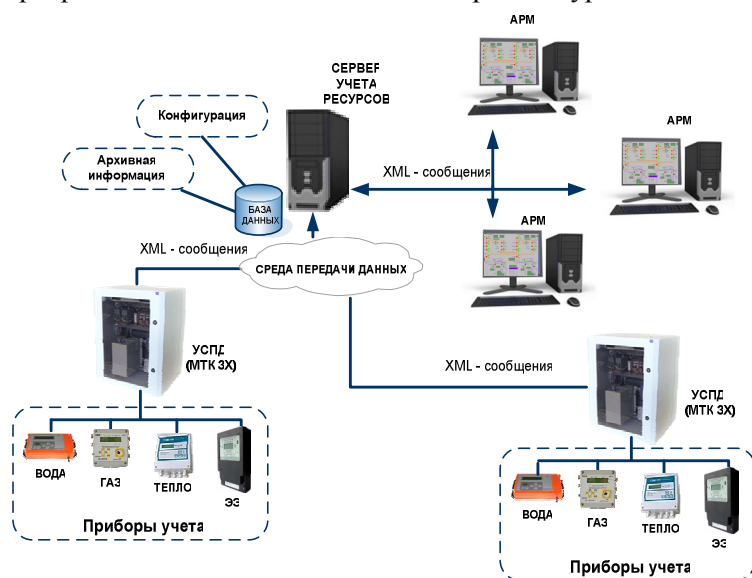 АРМ
СЕРВЕР
УЧЕТА
РЕСУРСОВ
Конфигурация
АРМ
Архивная
информация
XML - сообщения
БАЗА
ДАННЫХ
АРМ
XML - сообщения
СРЕДА ПЕРЕДАЧИ ДАННЫХ
УСПД
(МТК 3Х)
XML - сообщения
УСПД
(МТК 3Х)
ВОДА
ГАЗ
ТЕПЛО
ЭЭ
Приборы учета
ВОДА
ГАЗ
ТЕПЛО
ЭЭ
Приборы учета